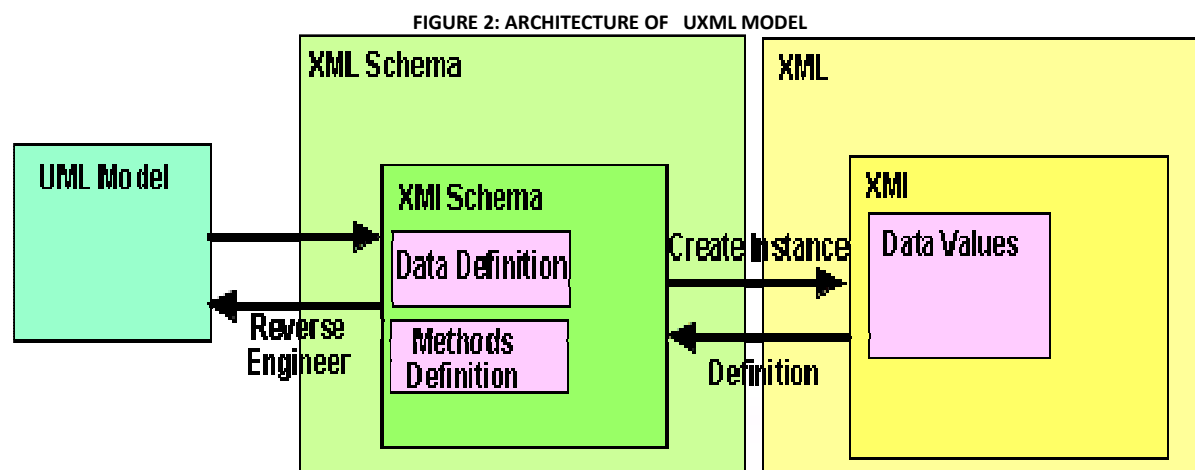 FIGURE 2: ARCHITECTURE OF UXML MODEL
XML Schema
XML
UML Model
XMI Schema
XMI
Data Definition
Create Instance
Data Values
Reverse
Engineer
Methods
Definition
Definition